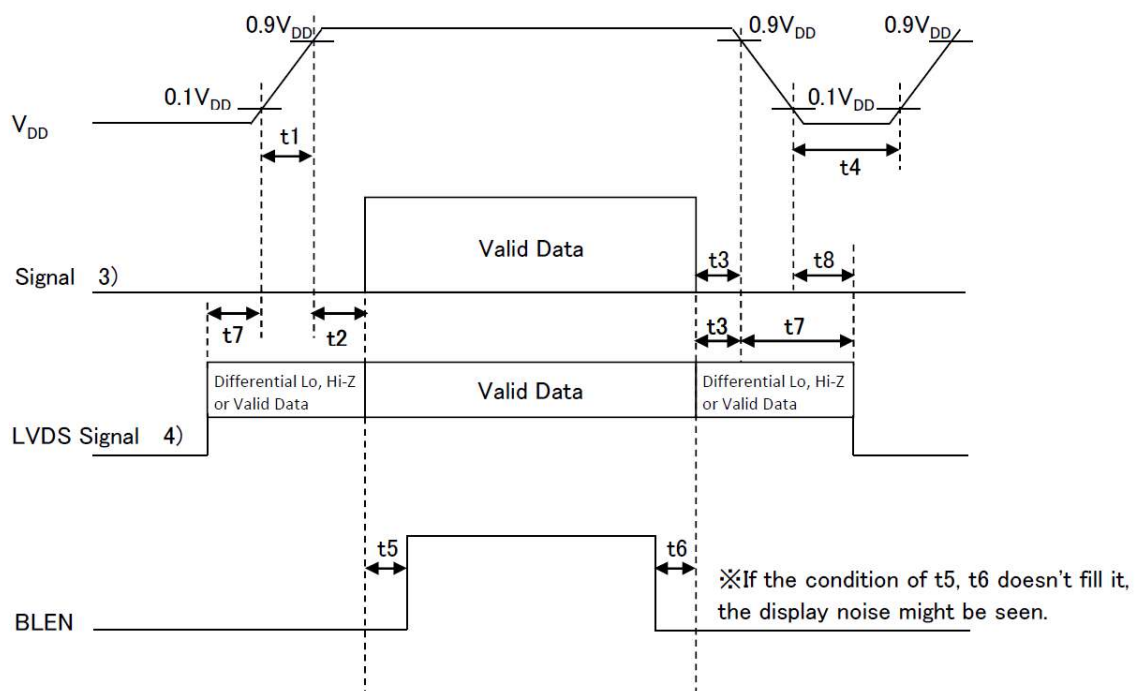 0.9VDD
0.9VDD
0.9VDD
0.1VDD
0.1VDD
VDD
t1
t4
Valid Data
t3
t8
Signal 3)
t7
t2
t3
t7
Differential Lo, Hi-Z
or Valid Data
Valid Data
Differential Lo, Hi-Z
or Valid Data
LVDS Signal 4)
t5
t6
※If the condition of t5, t6 doesn't fill it,
the display noise might be seen.
BLEN